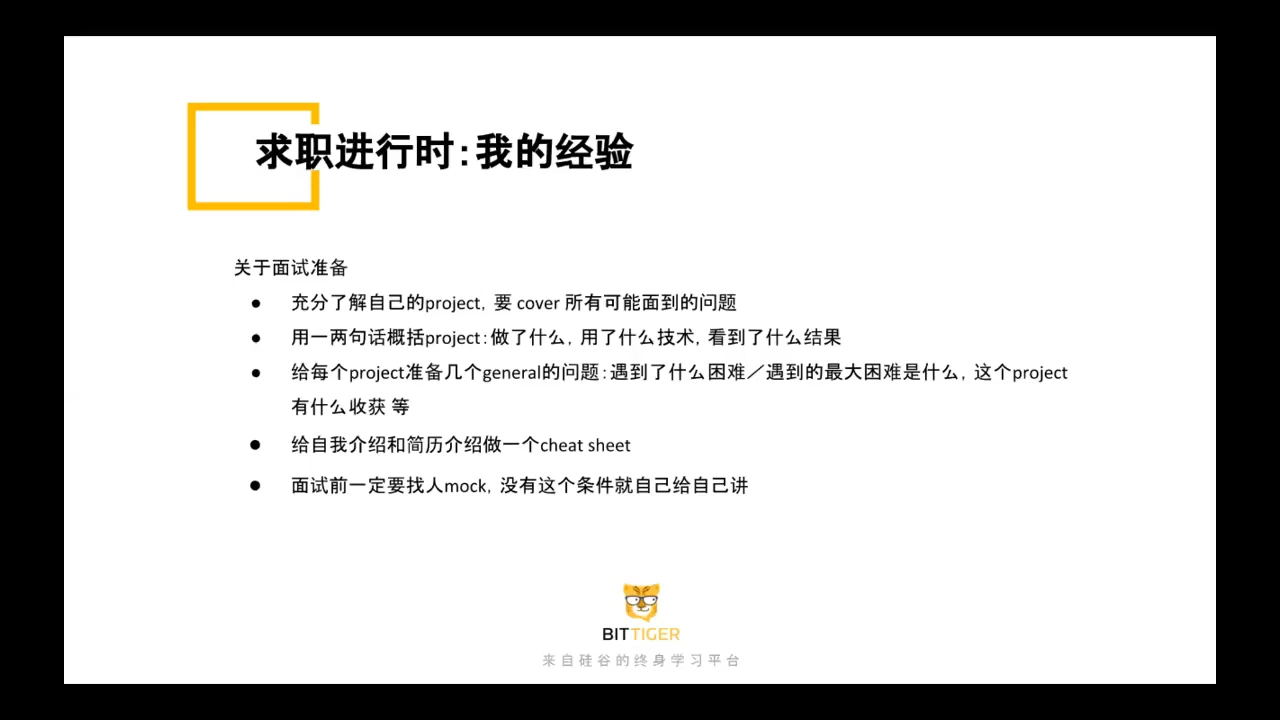 求职进行时:我的经验
关于面试准备
● 充分了解自己的project, 要 cover 所有可能面到的问题
● 用一两句话概括project:做了什么, 用了什么技术, 看到了什么结果
● 给每个project准备几个general的问题:遇到了什么困难/遇到的最大困难是什么, 这个project
有什么收获 等
● 给自我介绍和简历介绍做一个cheat sheet
● 面试前一定要找人mock, 没有这个条件就自己给自己讲
BITTIGER
来自硅谷的终身学习平台